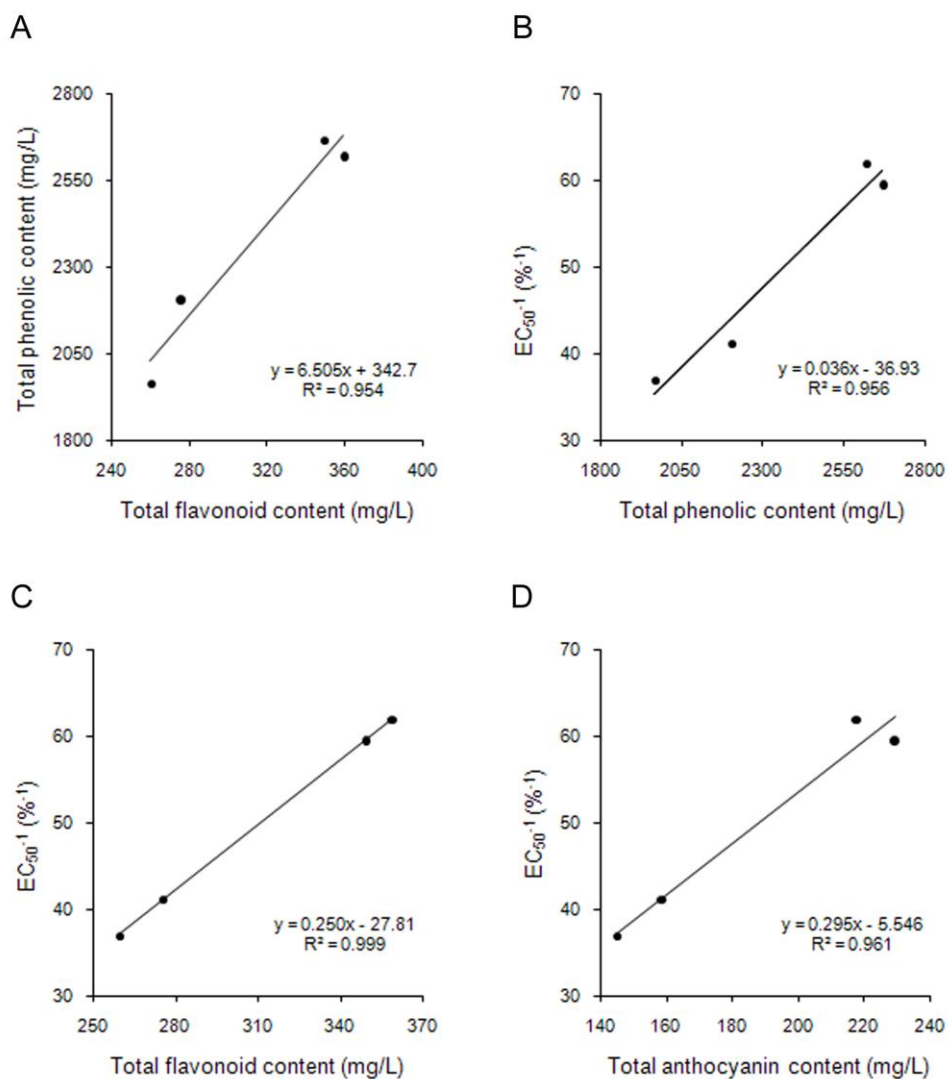 A
2800
2550
2300
2050
1800
240 280 320 360 400
Total phenolic content (mg/L)
Total flavonoid content (mg/L)
y = 6.505x + 342.7
R² = 0.954
B
70
60
50
40
30
1800 2050 2300 2550 2800
EC₅₀⁻¹ (%⁻¹)
Total phenolic content (mg/L)
y = 0.036x - 36.93
R² = 0.956
C
70
60
50
40
30
250 280 310 340 370
EC₅₀⁻¹ (%⁻¹)
Total flavonoid content (mg/L)
y = 0.250x - 27.81
R² = 0.999
D
70
60
50
40
30
140 160 180 200 220 240
EC₅₀⁻¹ (%⁻¹)
Total anthocyanin content (mg/L)
y = 0.295x - 5.546
R² = 0.961